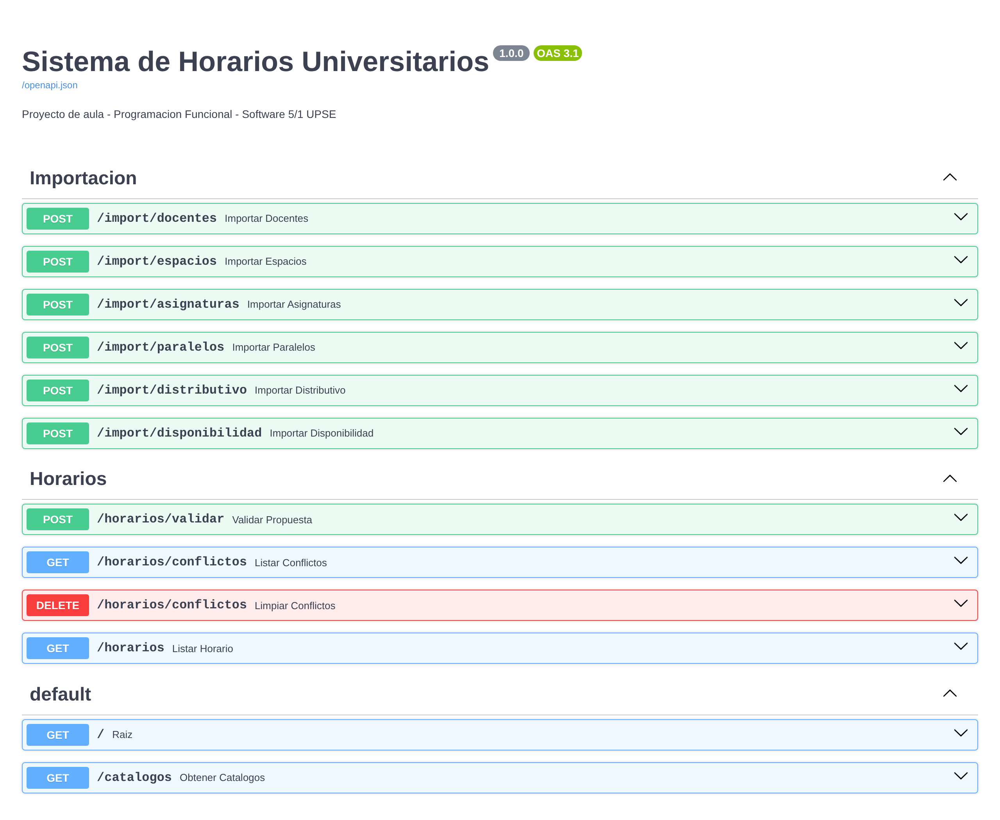 Sistema de Horarios Universitarios 1.0.0 OAS 3.1
/openapi.json
Proyecto de aula - Programacion Funcional - Software 5/1 UPSE
Importacion
POST /import/docentes Importar Docentes
POST /import/espacios Importar Espacios
POST /import/asignaturas Importar Asignaturas
POST /import/paralelos Importar Paralelos
POST /import/distributivo Importar Distributivo
POST /import/disponibilidad Importar Disponibilidad
Horarios
POST /horarios/validar Validar Propuesta
GET /horarios/conflictos Listar Conflictos
DELETE /horarios/conflictos Limpiar Conflictos
GET /horarios Listar Horario
default
GET / Raiz
GET /catalogos Obtener Catalogos